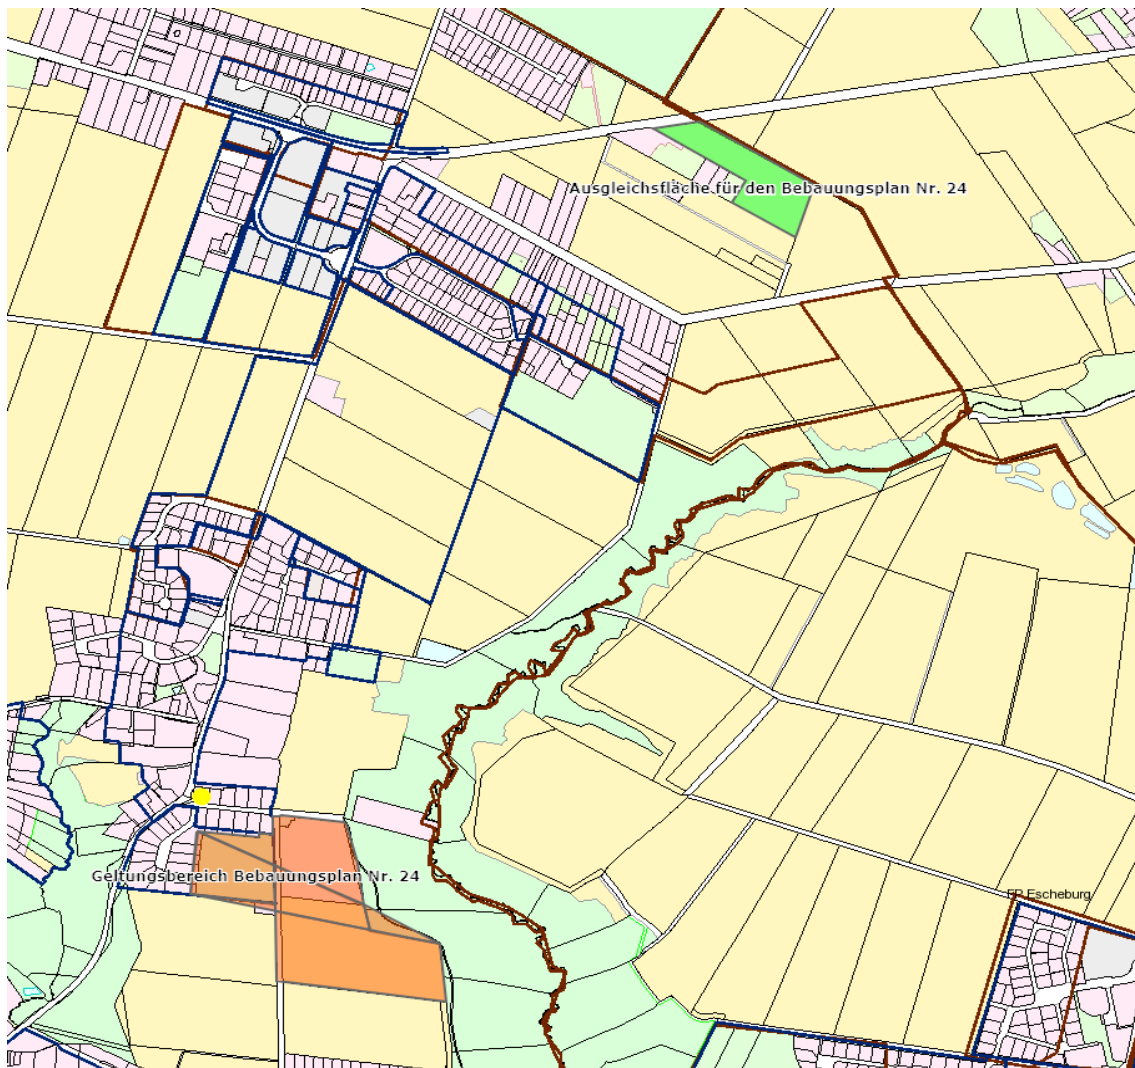 Ausgleichsfläche für den Bebauungsplan Nr. 24
Geltungsbereich Bebauungsplan Nr. 24
FP Escheburg